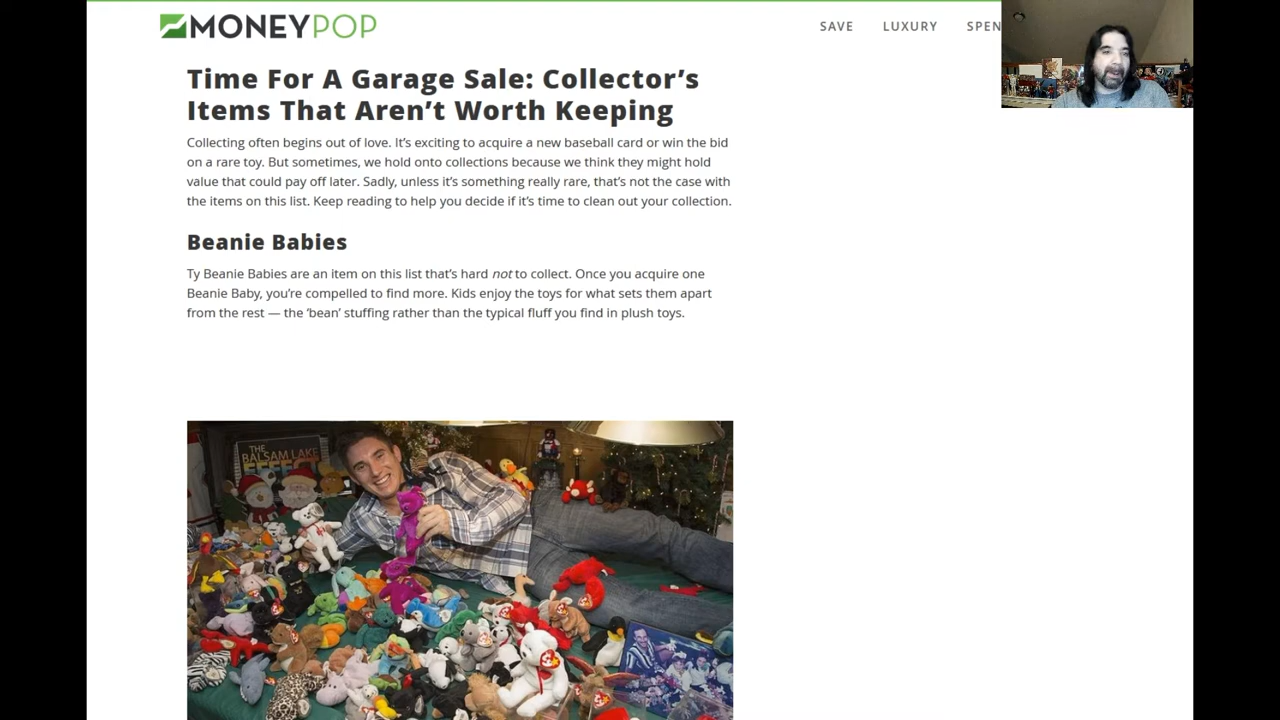 MONEYPOP
SAVE LUXURY SPEN
Time For A Garage Sale: Collector’s
Items That Aren’t Worth Keeping
Collecting often begins out of love. It’s exciting to acquire a new baseball card or win the bid
on a rare toy. But sometimes, we hold onto collections because we think they might hold
value that could pay off later. Sadly, unless it’s something really rare, that’s not the case with
the items on this list. Keep reading to help you decide if it’s time to clean out your collection.
Beanie Babies
Ty Beanie Babies are an item on this list that’s hard not to collect. Once you acquire one
Beanie Baby, you’re compelled to find more. Kids enjoy the toys for what sets them apart
from the rest — the ‘bean’ stuffing rather than the typical fluff you find in plush toys.
THE
BALSAM LAKE
EFFECT